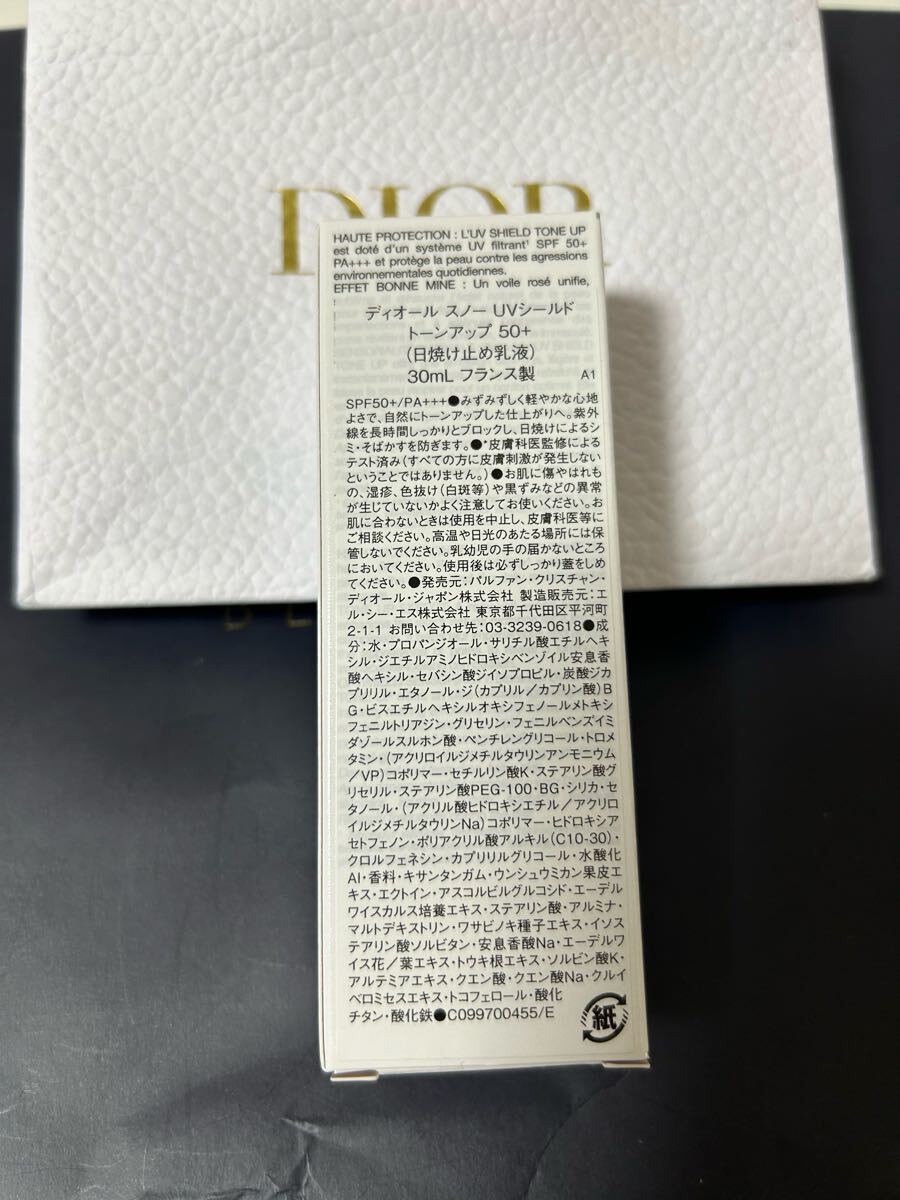 DIOR
HAUTE PROTECTION : L'UV SHIELD TONE UP
est doté d'un système UV filtrant¹ SPF 50+
PA+++ et protège la peau contre les agressions
environnementales quotidiennes.
EFFET BONNE MINE : Un voile rosé unifie,
ディオール スノー UVシールド
トーンアップ 50+
(日焼け止め乳液)
30mL フランス製 A1
SPF50+/PA+++●みずみずしく軽やかな心地
よさで、自然にトーンアップした仕上がりへ。紫外
線を長時間しっかりとブロックし、日焼けによるシ
ミ・そばかすを防ぎます。●*皮膚科医監修による
テスト済み(すべての方に皮膚刺激が発生しない
ということではありません。)●お肌に傷やはれも
の、湿疹、色抜け(白斑等)や黒ずみなどの異常
が生じていないかよく注意してお使いください。お
肌に合わないときは使用を中止し、皮膚科医等に
ご相談ください。高温や日光のあたる場所には保
管しないでください。乳幼児の手の届かないところ
においてください。使用後は必ずしっかり蓋をしめ
てください。●発売元:パルファン・クリスチャン・
ディオール・ジャポン株式会社 製造販売元:エ
ル・シー・エス株式会社 東京都千代田区平河町
2-1-1 お問い合わせ先:03-3239-0618●成
分:水・プロパンジオール・サリチル酸エチルヘキ
シル・ジエチルアミノヒドロキシベンゾイル安息香
酸ヘキシル・セバシン酸ジイソプロピル・炭酸ジカ
プリリル・エタノール・ジ(カプリル/カプリン酸)B
G・ビスエチルヘキシルオキシフェノールメトキシ
フェニルトリアジン・グリセリン・フェニルベンズイミ
ダゾールスルホン酸・ペンチレングリコール・トロメ
タミン・(アクリロイルジメチルタウリンアンモニウム
/VP)コポリマー・セチルリン酸K・ステアリン酸グ
リセリル・ステアリン酸PEG-100・BG・シリカ・セ
タノール・(アクリル酸ヒドロキシエチル/アクリロ
イルジメチルタウリンNa)コポリマー・ヒドロキシア
セトフェノン・ポリアクリル酸アルキル(C10-30)・
クロルフェネシン・カプリリルグリコール・水酸化
Al・香料・キサンタンガム・ウンシュウミカン果皮エ
キス・エクトイン・アスコルビルグルコシド・エーデル
ワイスカルス培養エキス・ステアリン酸・アルミナ・
マルトデキストリン・ワサビノキ種子エキス・イソス
テアリン酸ソルビタン・安息香酸Na・エーデルワ
イス花/葉エキス・トウキ根エキス・ソルビン酸K・
アルテミアエキス・クエン酸・クエン酸Na・クルイ
ベロミセスエキス・トコフェロール・酸化
チタン・酸化鉄●C099700455/E
紙